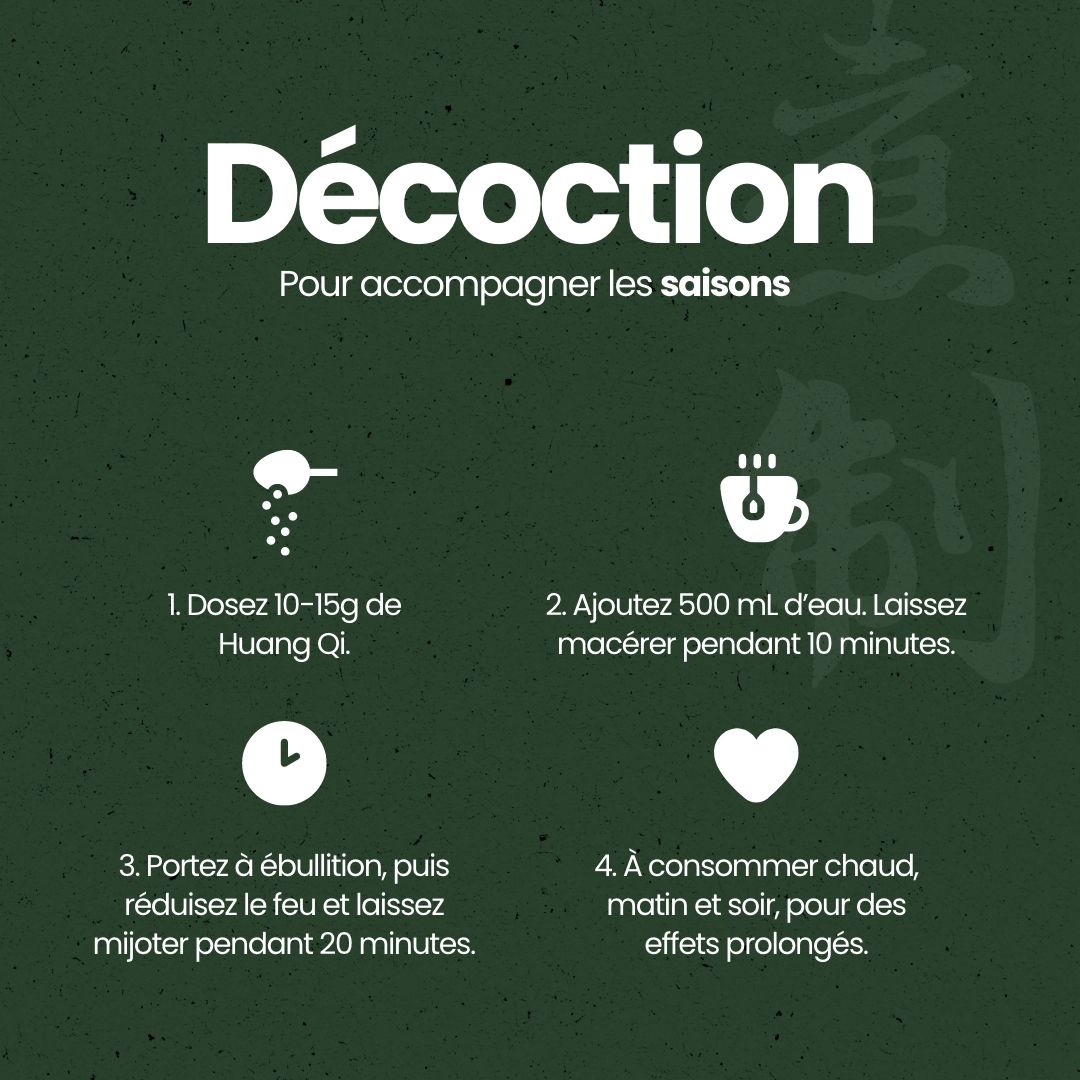 Décoction
Pour accompagner les saisons
煮
制
1. Dosez 10-15g de
Huang Qi.
2. Ajoutez 500 mL d’eau. Laissez
macérer pendant 10 minutes.
3. Portez à ébullition, puis
réduisez le feu et laissez
mijoter pendant 20 minutes.
4. À consommer chaud,
matin et soir, pour des
effets prolongés.